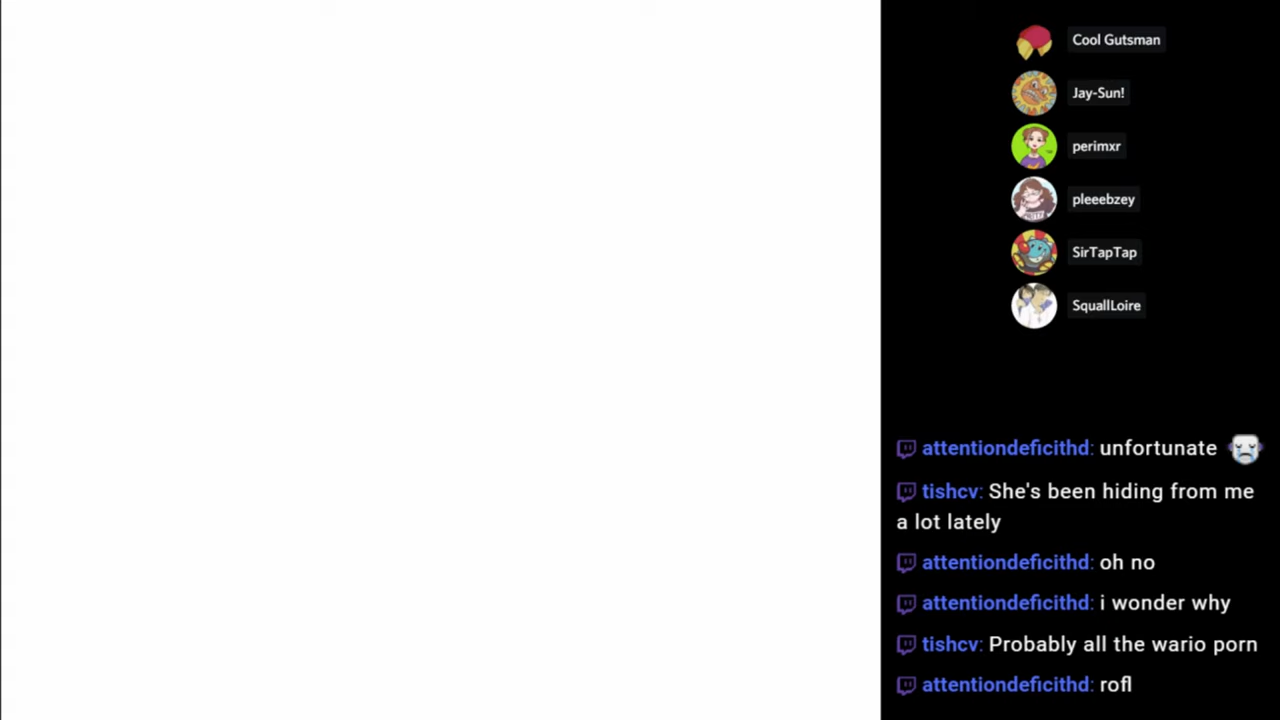 Cool Gutsman
Jay-Sun!
perimxr
pleeebzey
SirTapTap
SquallLoire
attentiondeficithd: unfortunate
tishcv: She's been hiding from me
a lot lately
attentiondeficithd: oh no
attentiondeficithd: i wonder why
tishcv: Probably all the wario porn
attentiondeficithd: rofl